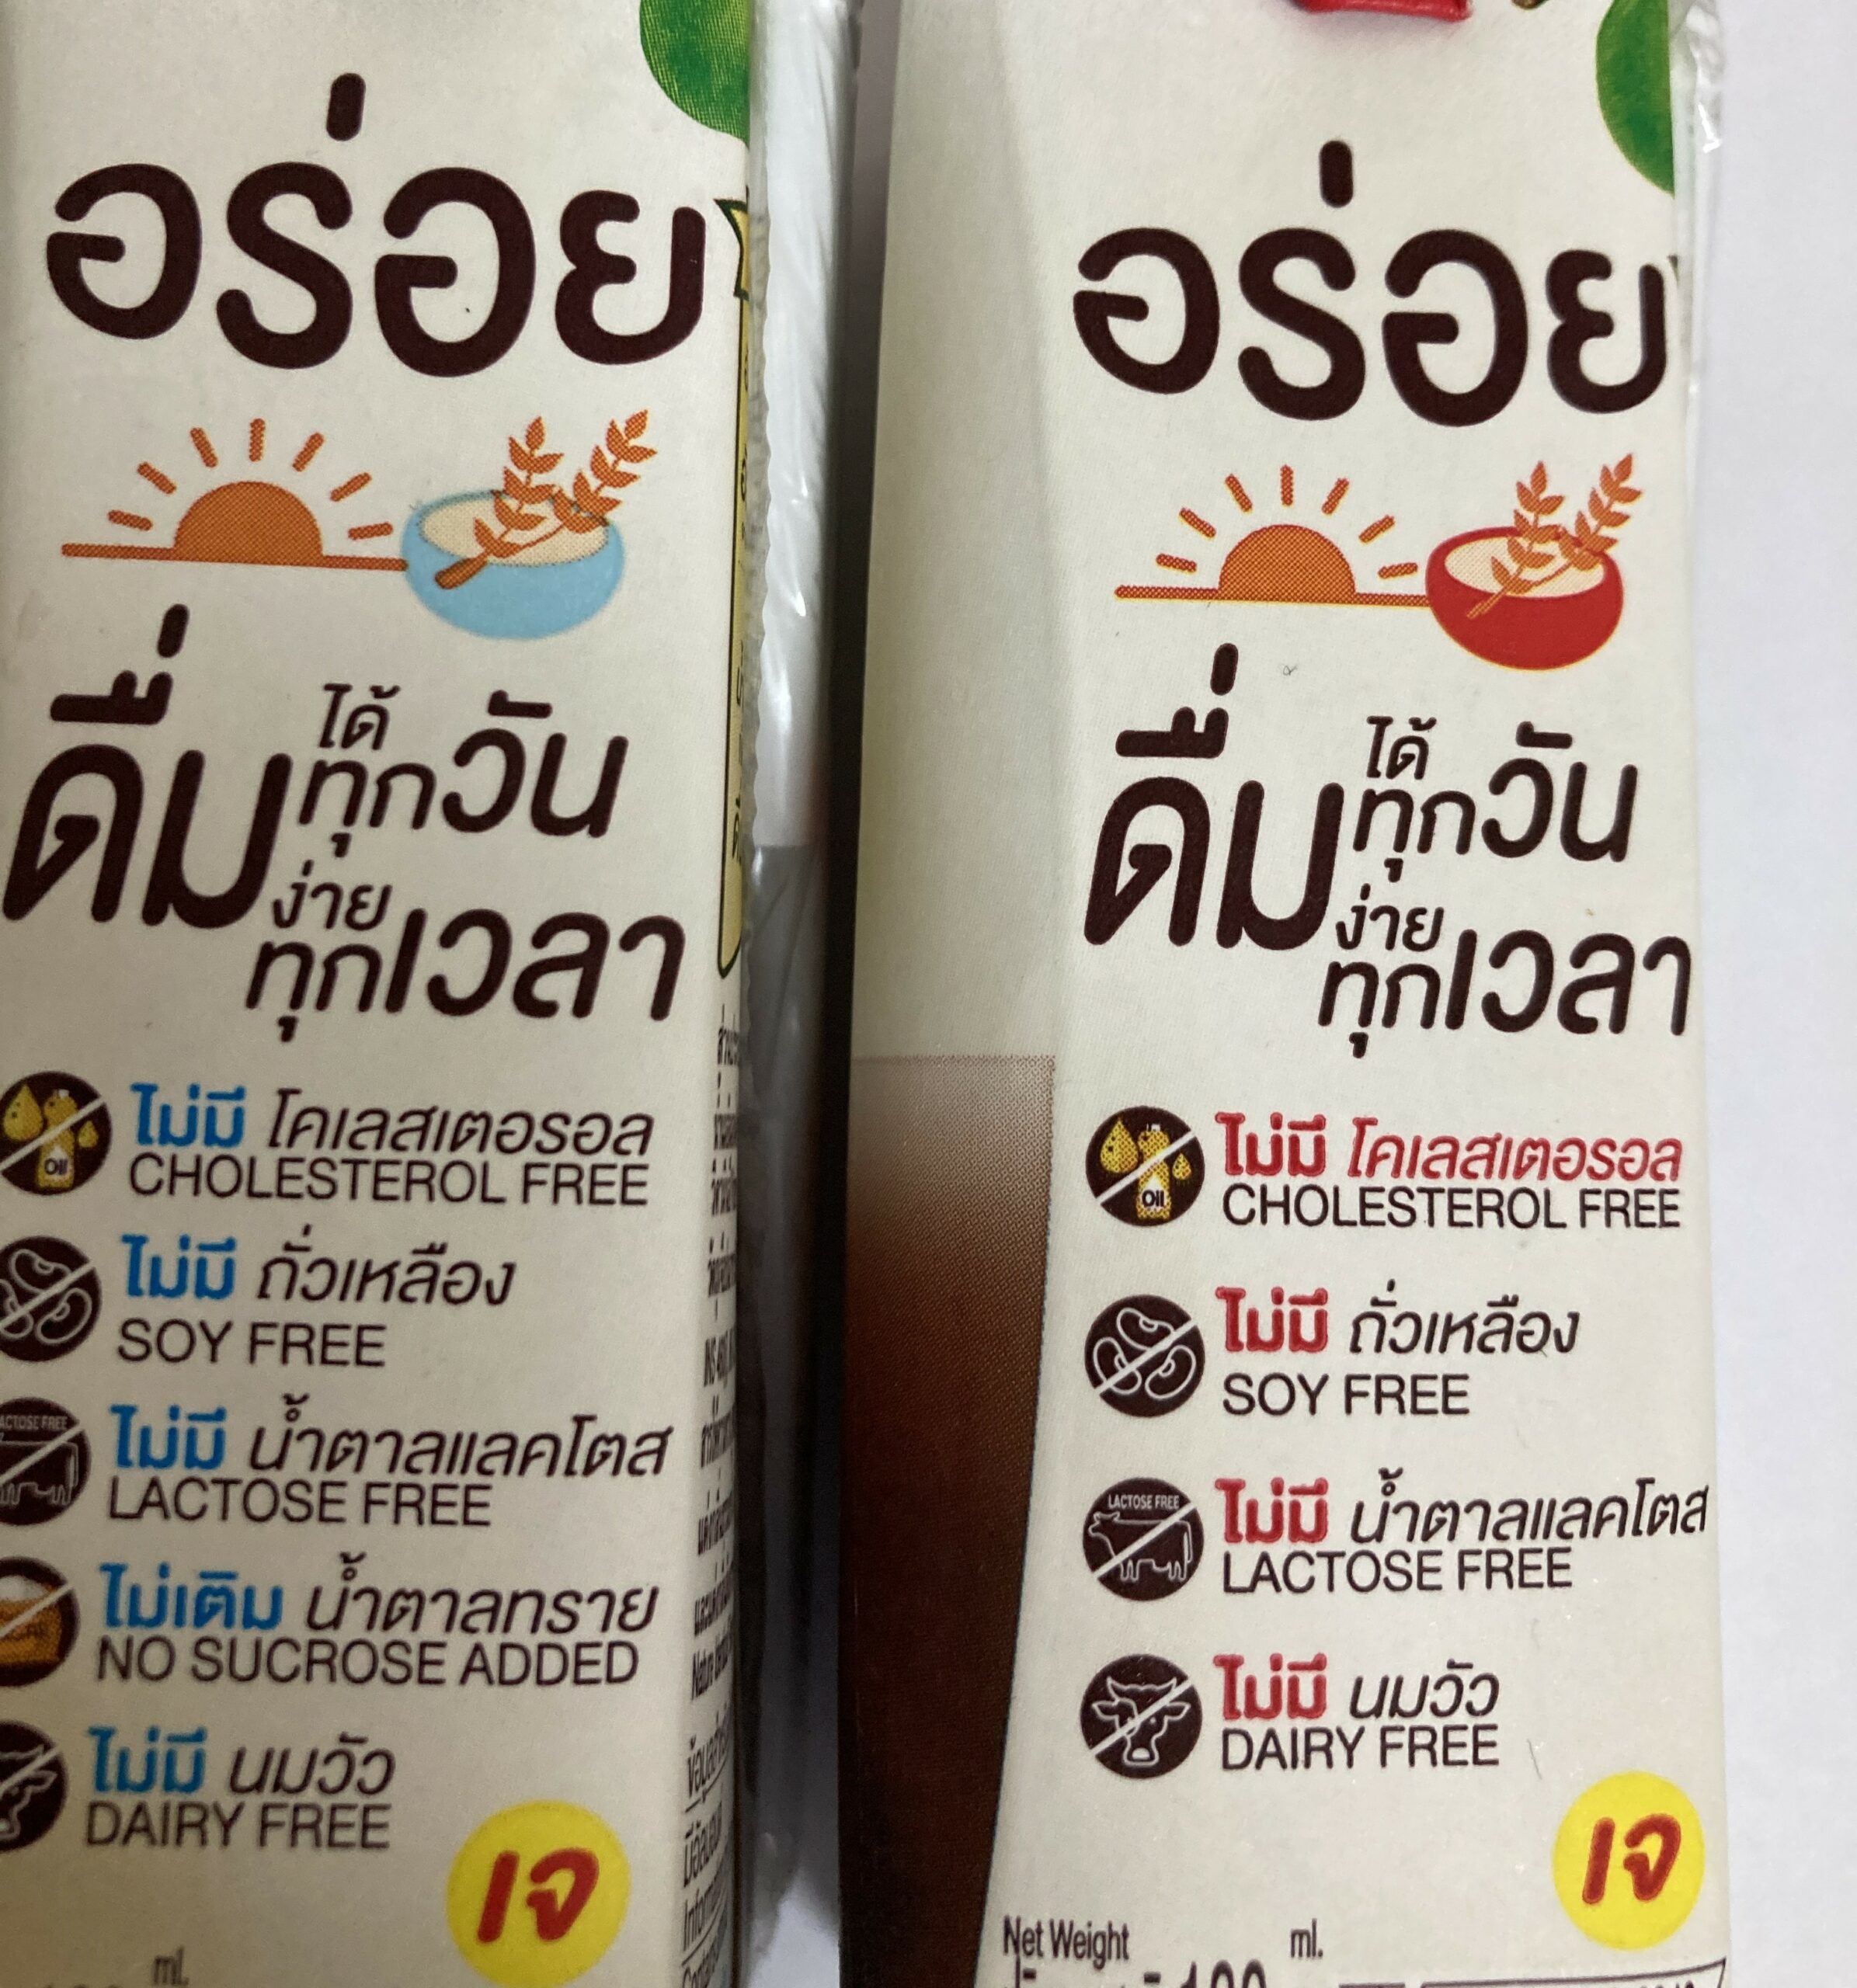 อร่อย
ดื่มได้ทุกวัน
ง่ายทุกเวลา
Oil
ไม่มี โคเลสเตอรอล
CHOLESTEROL FREE
ไม่มี ถั่วเหลือง
SOY FREE
LACTOSE FREE
ไม่มี น้ำตาลแลคโตส
LACTOSE FREE
ไม่เติม น้ำตาลทราย
NO SUCROSE ADDED
ไม่มี นมวัว
DAIRY FREE
เจ
ml.
อร่อย
ดื่มได้ทุกวัน
ง่ายทุกเวลา
Oil
ไม่มี โคเลสเตอรอล
CHOLESTEROL FREE
ไม่มี ถั่วเหลือง
SOY FREE
LACTOSE FREE
ไม่มี น้ำตาลแลคโตส
LACTOSE FREE
ไม่มี นมวัว
DAIRY FREE
เจ
Net Weight ml.